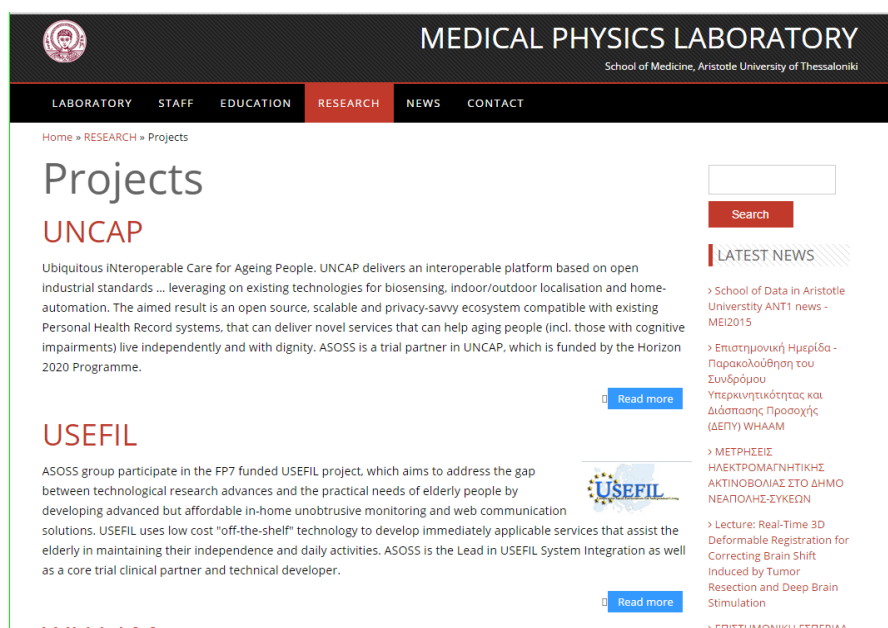 MEDICAL PHYSICS LABORATORY
School of Medicine, Aristotle University of Thessaloniki
LABORATORY STAFF EDUCATION RESEARCH NEWS CONTACT
Home » RESEARCH » Projects
Projects
UNCAP
Ubiquitous iNteroperable Care for Ageing People. UNCAP delivers an interoperable platform based on open
industrial standards ... leveraging on existing technologies for biosensing, indoor/outdoor localisation and home-
automation. The aimed result is an open source, scalable and privacy-savvy ecosystem compatible with existing
Personal Health Record systems, that can deliver novel services that can help aging people (incl. those with cognitive
impairments) live independently and with dignity. ASOSS is a trial partner in UNCAP, which is funded by the Horizon
2020 Programme.
Read more
USEFIL
ASOSS group participate in the FP7 funded USEFIL project, which aims to address the gap
between technological research advances and the practical needs of elderly people by
developing advanced but affordable in-home unobtrusive monitoring and web communication
solutions. USEFIL uses low cost "off-the-shelf" technology to develop immediately applicable services that assist the
elderly in maintaining their independence and daily activities. ASOSS is the Lead in USEFIL System Integration as well
as a core trial clinical partner and technical developer.
USEFIL
Read more
Search
LATEST NEWS
› School of Data in Aristotle
Universtity ANT1 news -
MEI2015
› Επιστημονική Ημερίδα -
Παρακολούθηση του
Συνδρόμου
Υπερκινητικότητας και
Διάσπασης Προσοχής
(ΔΕΠΥ) WHAAM
› ΜΕΤΡΗΣΕΙΣ
ΗΛΕΚΤΡΟΜΑΓΝΗΤΙΚΗΣ
ΑΚΤΙΝΟΒΟΛΙΑΣ ΣΤΟ ΔΗΜΟ
ΝΕΑΠΟΛΗΣ-ΣΥΚΕΩΝ
› Lecture: Real-Time 3D
Deformable Registration for
Correcting Brain Shift
Induced by Tumor
Resection and Deep Brain
Stimulation
› ΕΠΙΣΤΗΜΟΝΙΚΗ ΕΣΠΕΡΙΔΑ